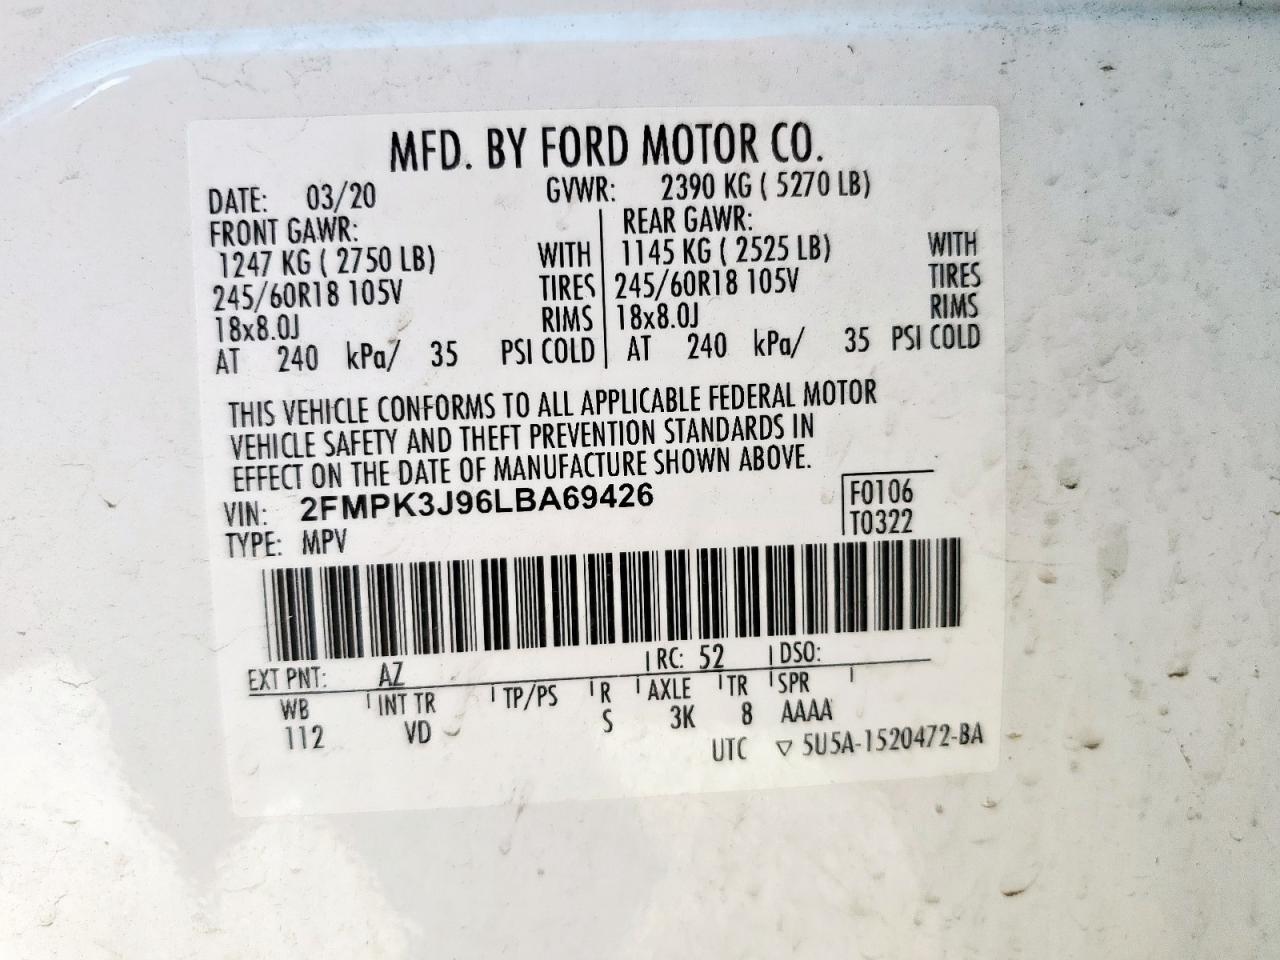 MFD. BY FORD MOTOR CO.
DATE: 03/20 GVWR: 2390 KG ( 5270 LB)
FRONT GAWR: REAR GAWR:
1247 KG ( 2750 LB) WITH 1145 KG ( 2525 LB) WITH
245/60R18 105V TIRES 245/60R18 105V TIRES
18x8.0J RIMS 18x8.0J RIMS
AT 240 kPa/ 35 PSI COLD AT 240 kPa/ 35 PSI COLD
THIS VEHICLE CONFORMS TO ALL APPLICABLE FEDERAL MOTOR
VEHICLE SAFETY AND THEFT PREVENTION STANDARDS IN
EFFECT ON THE DATE OF MANUFACTURE SHOWN ABOVE.
VIN: 2FMPK3J96LBA69426 F0106
TYPE: MPV T0322
EXT PNT: AZ RC: 52 DSO:
WB INT TR TP/PS R AXLE TR SPR
112 VD S 3K 8 AAAA
UTC ▽ 5U5A-1520472-BA